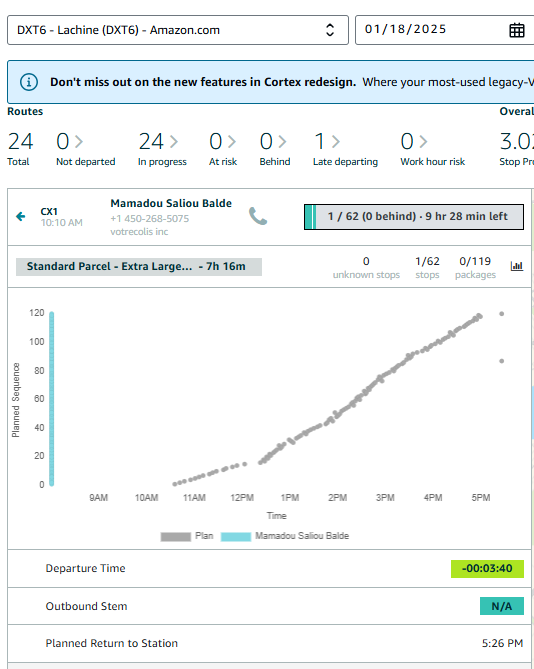 DXT6 - Lachine (DXT6) - Amazon.com
01/18/2025
Don't miss out on the new features in Cortex redesign. Where your most-used legacy-V
Routes
Overal
24 0 24 0 0 1 0 3.02
Total Not departed In progress At risk Behind Late departing Work hour risk Stop Pr
CX1
10:10 AM
Mamadou Saliou Balde
+1 450-268-5075
votrecolis inc
1 / 62 (0 behind) · 9 hr 28 min left
Standard Parcel - Extra Large... - 7h 16m
0 1/62 0/119
unknown stops stops packages
Planned Sequence
120
100
80
60
40
20
0
9AM 10AM 11AM 12PM 1PM 2PM 3PM 4PM 5PM
Time
Plan Mamadou Saliou Balde
Departure Time -00:03:40
Outbound Stem N/A
Planned Return to Station 5:26 PM